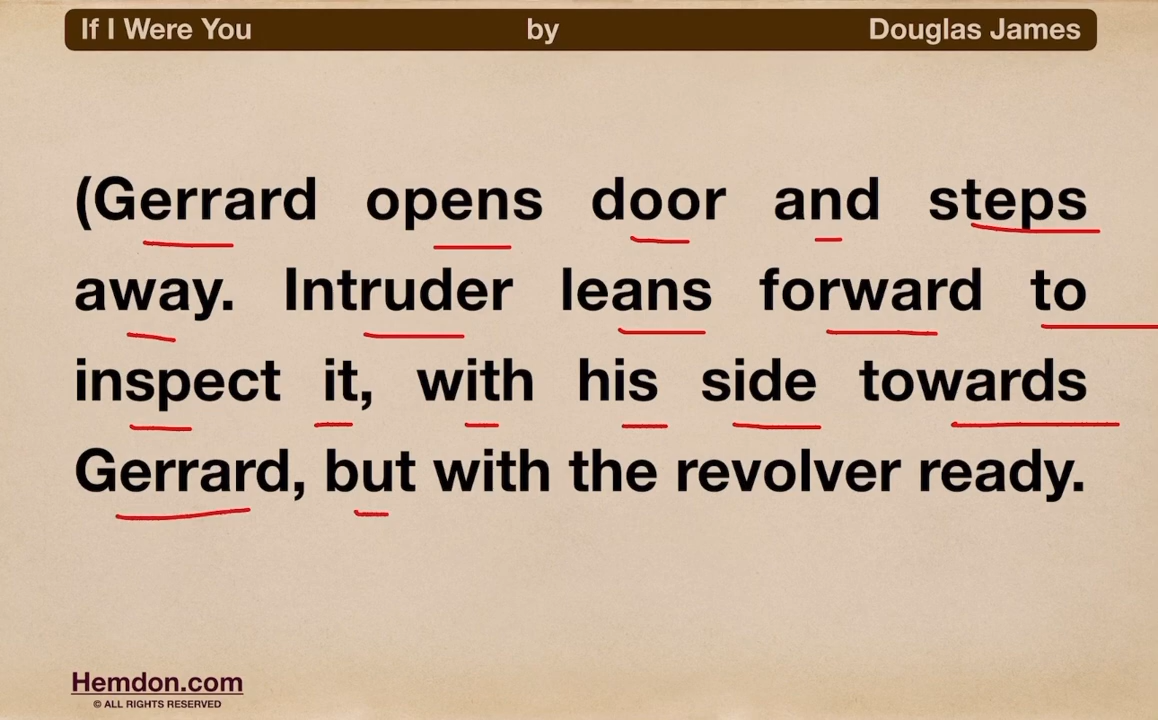 If I Were You by Douglas James
(Gerrard opens door and steps
away. Intruder leans forward to
inspect it, with his side towards
Gerrard, but with the revolver ready.
Hemdon.com
© ALL RIGHTS RESERVED